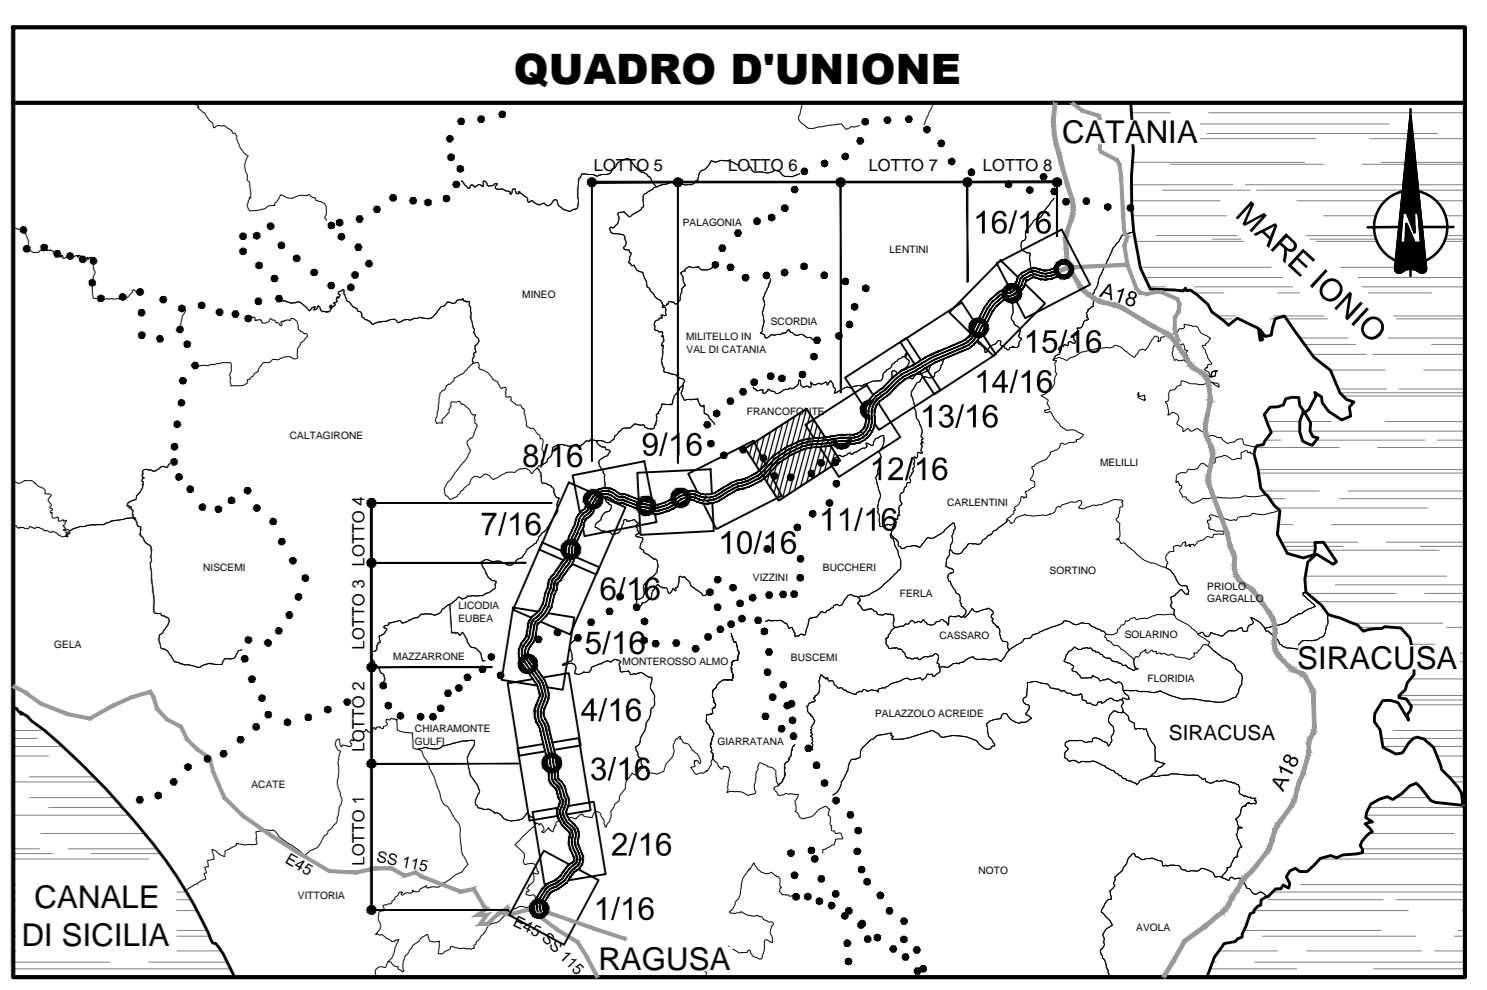 QUADRO D'UNIONE
CATANIA
LOTTO 5
LOTTO 6
LOTTO 7
LOTTO 8
16/16
PALAGONIA
LENTINI
N
MARE IONIO
MINEO
A18
SCORDIA
MILITELLO IN
VAL DI CATANIA
15/16
14/16
FRANCOFONTE
13/16
CALTAGIRONE
8/16
9/16
12/16
MELILLI
CARLENTINI
LOTTO 4
7/16
10/16
11/16
NISCEMI
VIZZINI
BUCCHERI
SORTINO
FERLA
PRIOLO
GARGALLO
LOTTO 3
LICODIA
EUBEA
6/16
GELA
MAZZARRONE
5/16
MONTEROSSO ALMO
BUSCEMI
CASSARO
SOLARINO
SIRACUSA
FLORIDIA
LOTTO 2
CHIARAMONTE
GULFI
4/16
PALAZZOLO ACREIDE
GIARRATANA
SIRACUSA
A18
ACATE
3/16
LOTTO 1
2/16
E45
SS 115
VITTORIA
NOTO
CANALE
DI SICILIA
1/16
E45 SS 115
RAGUSA
AVOLA